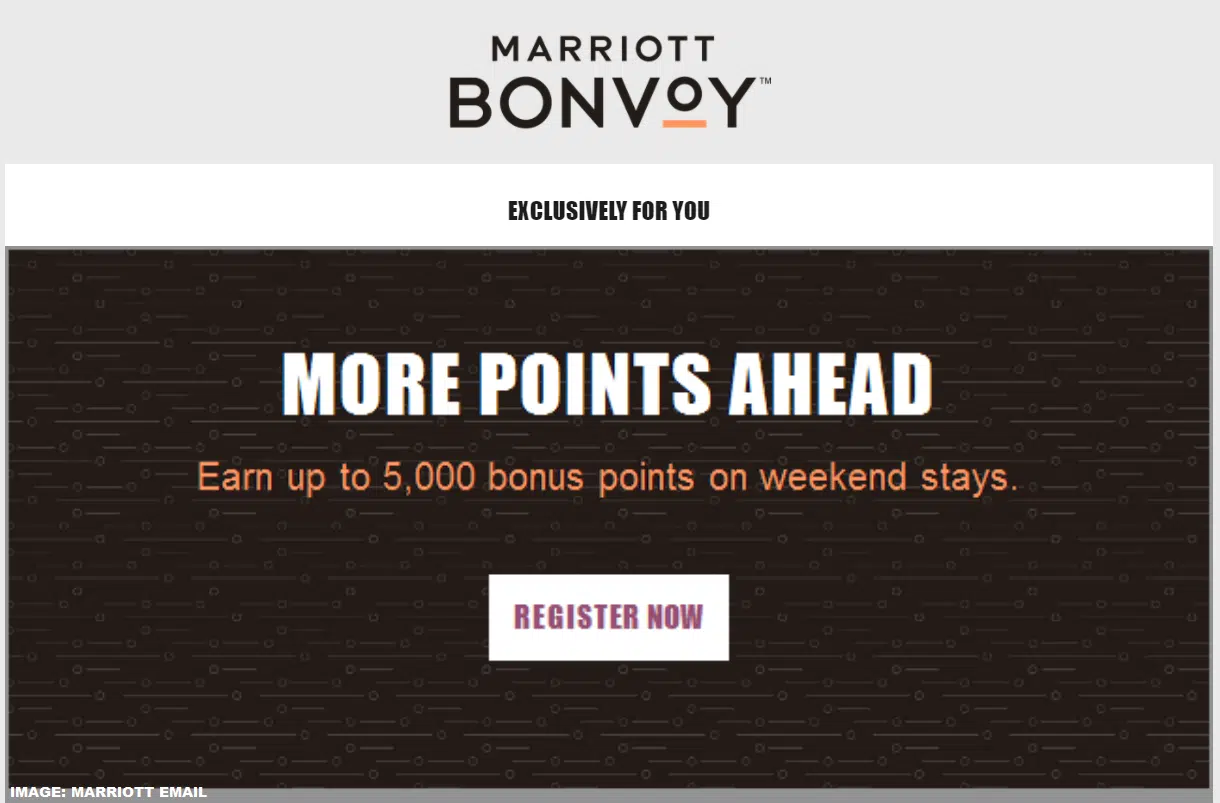 MARRIOTT
BONVOY™
EXCLUSIVELY FOR YOU
MORE POINTS AHEAD
Earn up to 5,000 bonus points on weekend stays.
REGISTER NOW
IMAGE: MARRIOTT EMAIL